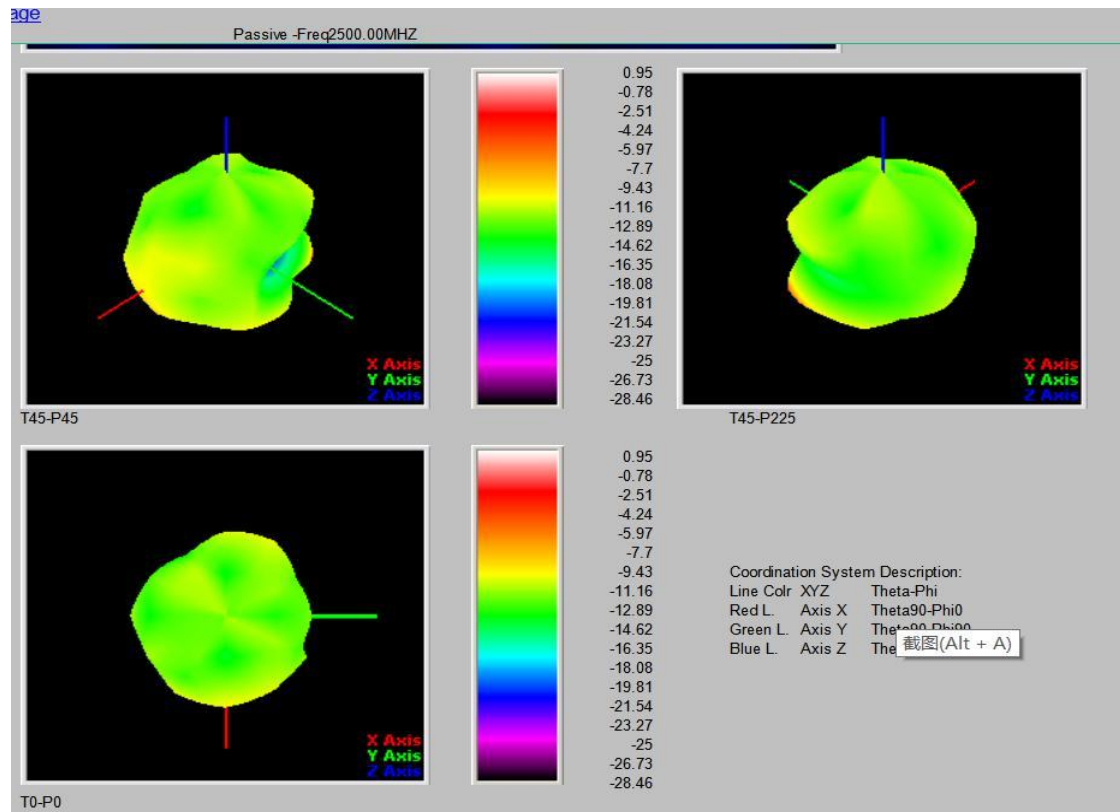 age
Passive -Freq2500.00MHZ
0.95
-0.78
-2.51
-4.24
-5.97
-7.7
-9.43
-11.16
-12.89
-14.62
-16.35
-18.08
-19.81
-21.54
-23.27
-25
-26.73
-28.46
X Axis
Y Axis
Z Axis
X Axis
Y Axis
Z Axis
T45-P45
T45-P225
0.95
-0.78
-2.51
-4.24
-5.97
-7.7
-9.43
-11.16
-12.89
-14.62
-16.35
-18.08
-19.81
-21.54
-23.27
-25
-26.73
-28.46
X Axis
Y Axis
Z Axis
Coordination System Description:
Line Colr XYZ Theta-Phi
Red L. Axis X Theta90-Phi0
Green L. Axis Y Theta90-Phi90
Blue L. Axis Z The
截图(Alt + A)
T0-P0